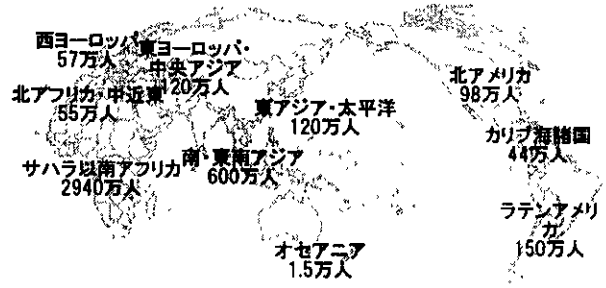 西ヨーロッパ
57万人
東ヨーロッパ・
中央アジア
120万人
北アメリカ
98万人
北アフリカ・中近東
55万人
東アジア・太平洋
120万人
カリブ海諸国
44万人
サハラ以南アフリカ
2940万人
南・東南アジア
600万人
ラテンアメリ
カ
150万人
オセアニア
1.5万人